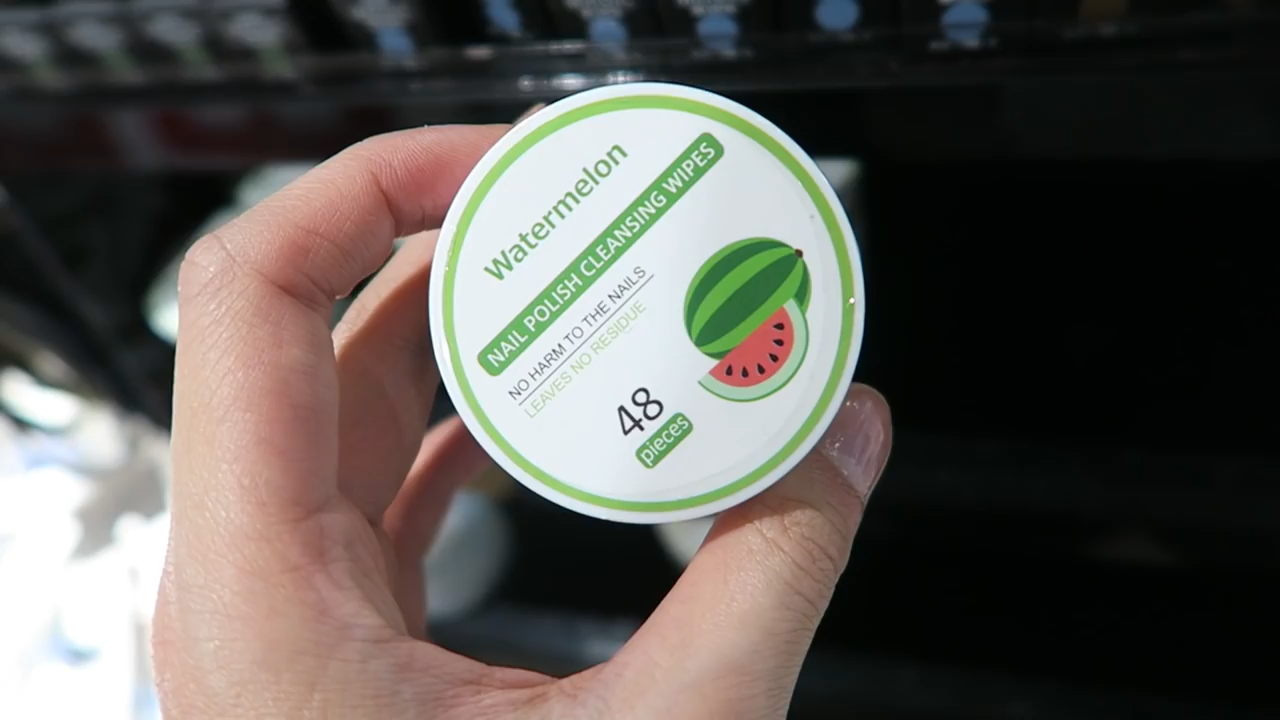 Watermelon
NAIL POLISH CLEANSING WIPES
NO HARM TO THE NAILS
LEAVES NO RESIDUE
48
pieces